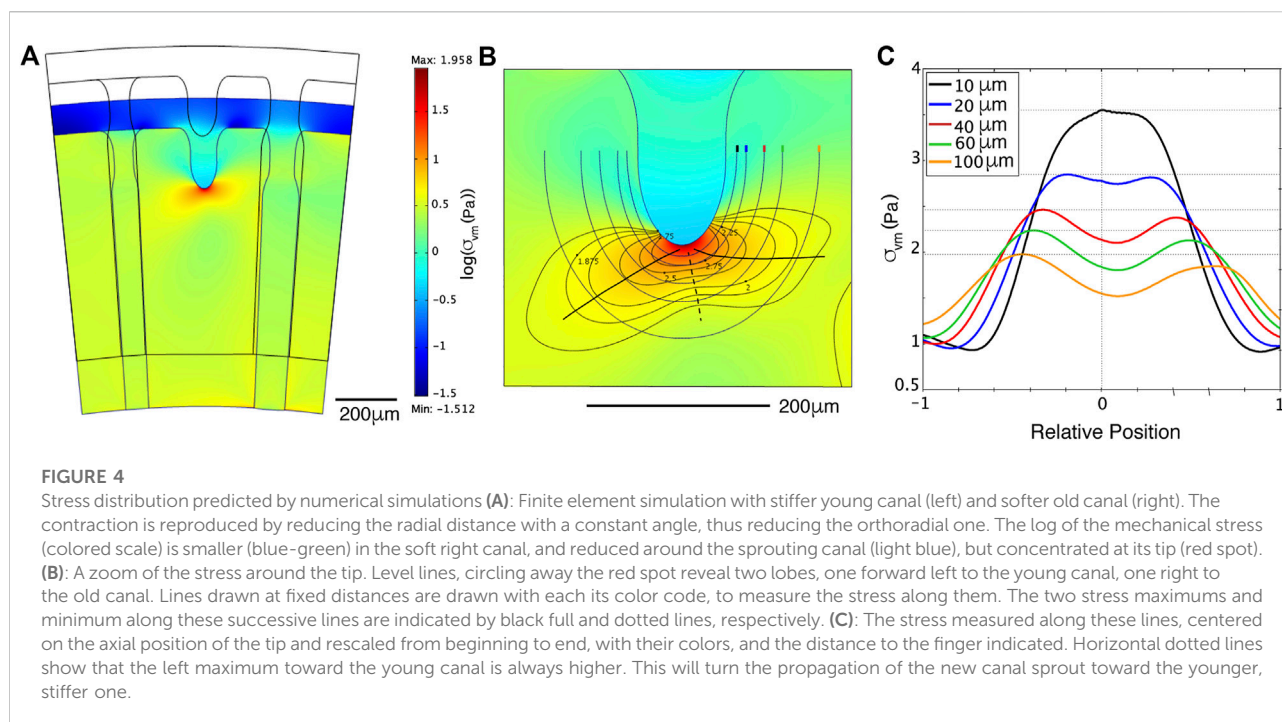 A
Max: 1.958
1.5
1
0.5
0
-0.5
-1
-1.5
Min: -1.512
log(σvm (Pa))
200μm
B
1.875
.75
2.25
2.5
2.75
2
200μm
C
10 μm
20 μm
40 μm
60 μm
100 μm
4
3
2
1
0.5
σvm (Pa)
-1
0
1
Relative Position
FIGURE 4
Stress distribution predicted by numerical simulations (A): Finite element simulation with stiffer young canal (left) and softer old canal (right). The
contraction is reproduced by reducing the radial distance with a constant angle, thus reducing the orthoradial one. The log of the mechanical stress
(colored scale) is smaller (blue-green) in the soft right canal, and reduced around the sprouting canal (light blue), but concentrated at its tip (red spot).
(B): A zoom of the stress around the tip. Level lines, circling away the red spot reveal two lobes, one forward left to the young canal, one right to
the old canal. Lines drawn at fixed distances are drawn with each its color code, to measure the stress along them. The two stress maximums and
minimum along these successive lines are indicated by black full and dotted lines, respectively. (C): The stress measured along these lines, centered
on the axial position of the tip and rescaled from beginning to end, with their colors, and the distance to the finger indicated. Horizontal dotted lines
show that the left maximum toward the young canal is always higher. This will turn the propagation of the new canal sprout toward the younger,
stiffer one.